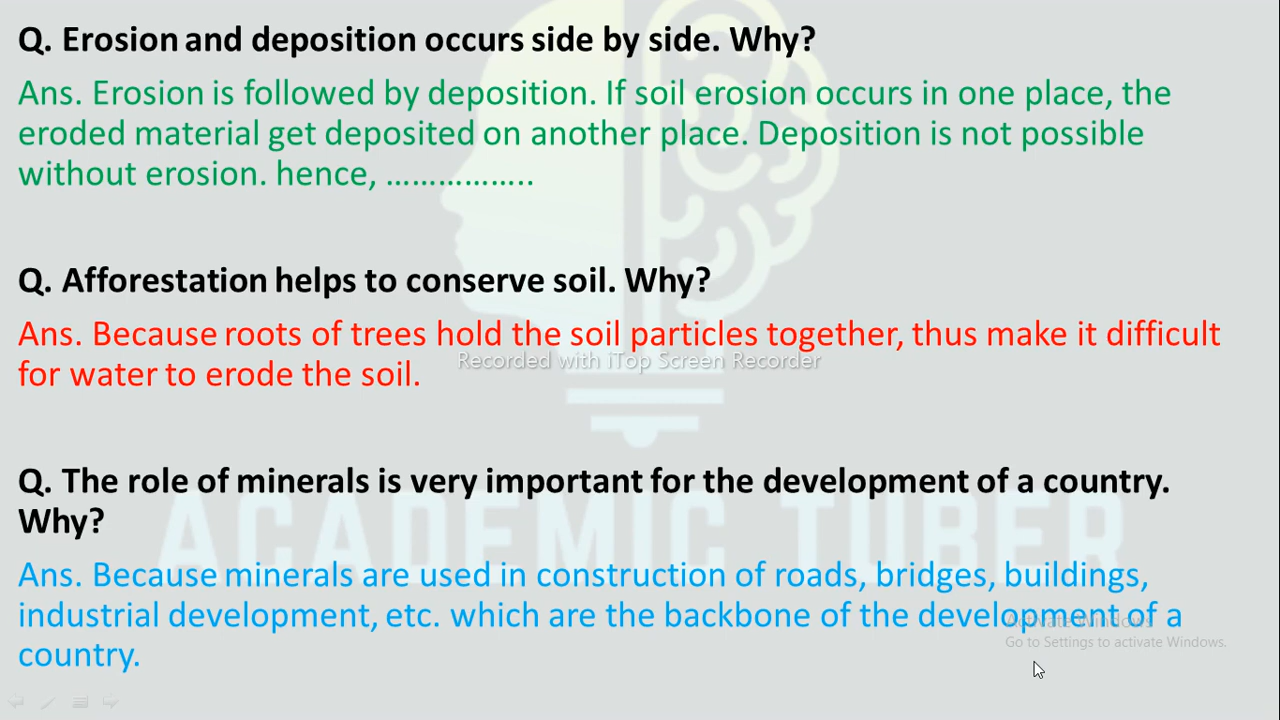 Q. Erosion and deposition occurs side by side. Why?
Ans. Erosion is followed by deposition. If soil erosion occurs in one place, the
eroded material get deposited on another place. Deposition is not possible
without erosion. hence, ……………..
Q. Afforestation helps to conserve soil. Why?
Ans. Because roots of trees hold the soil particles together, thus make it difficult
Recorded with iTop Screen Recorder
for water to erode the soil.
Q. The role of minerals is very important for the development of a country.
Why?
ACADEMIC TUBER
Ans. Because minerals are used in construction of roads, bridges, buildings,
industrial development, etc. which are the backbone of the development of a
country.
Activate Windows
Go to Settings to activate Windows.